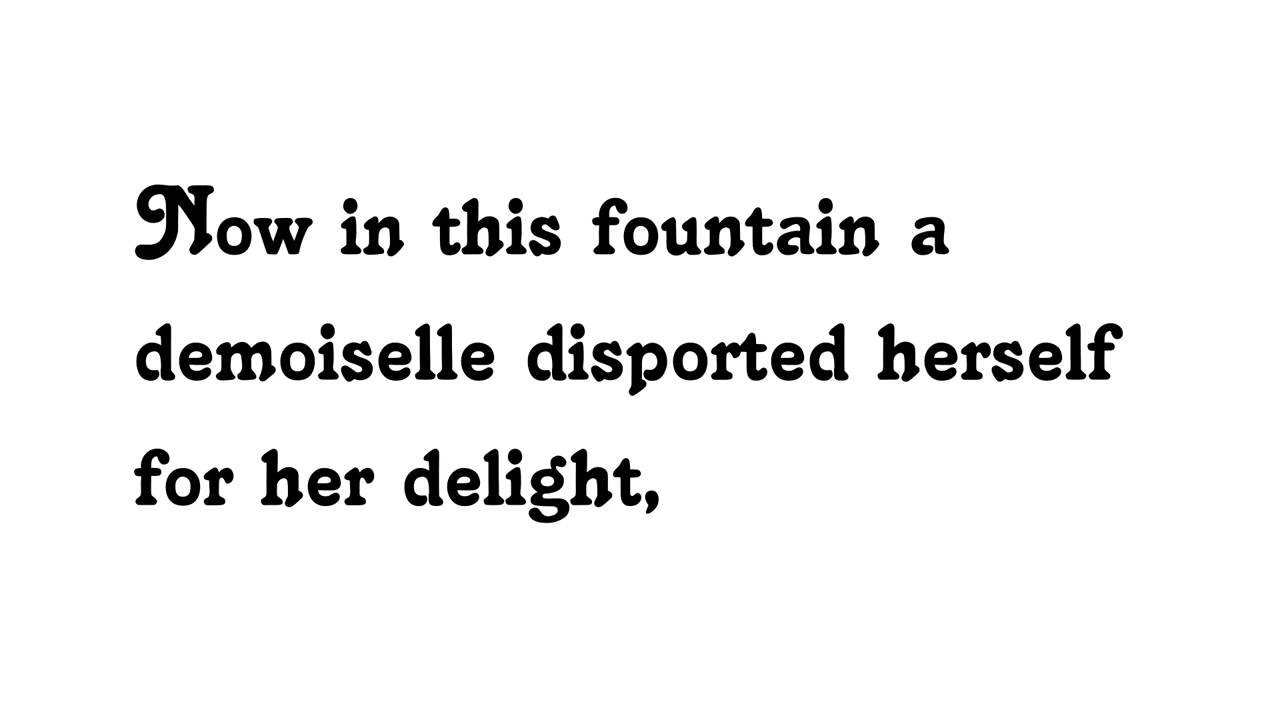 Now in this fountain a
demoiselle disported herself
for her delight,